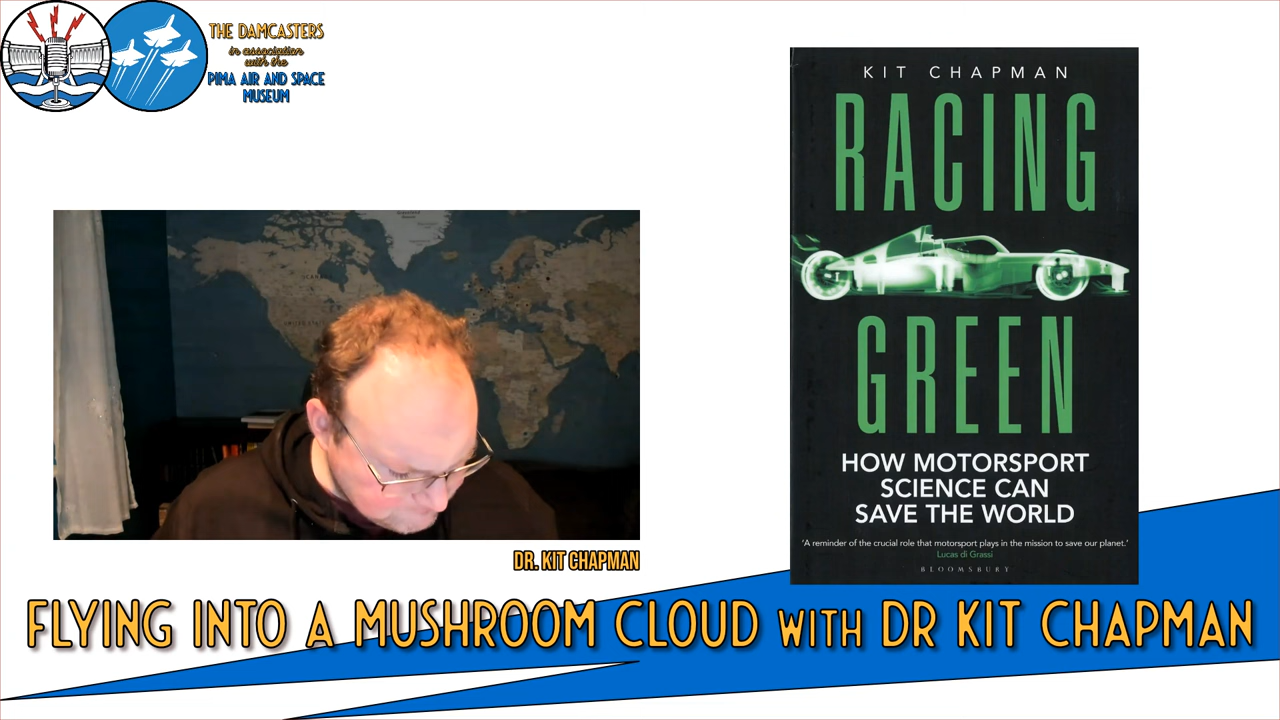 THE DAMCASTERS
in association
with the
PIMA AIR AND SPACE
MUSEUM
KIT CHAPMAN
RACING
GREEN
HOW MOTORSPORT
SCIENCE CAN
SAVE THE WORLD
‘A reminder of the crucial role that motorsport plays in the mission to save our planet.’
Lucas di Grassi
BLOOMSBURY
DR. KIT CHAPMAN
FLYING INTO A MUSHROOM CLOUD WITH DR KIT CHAPMAN